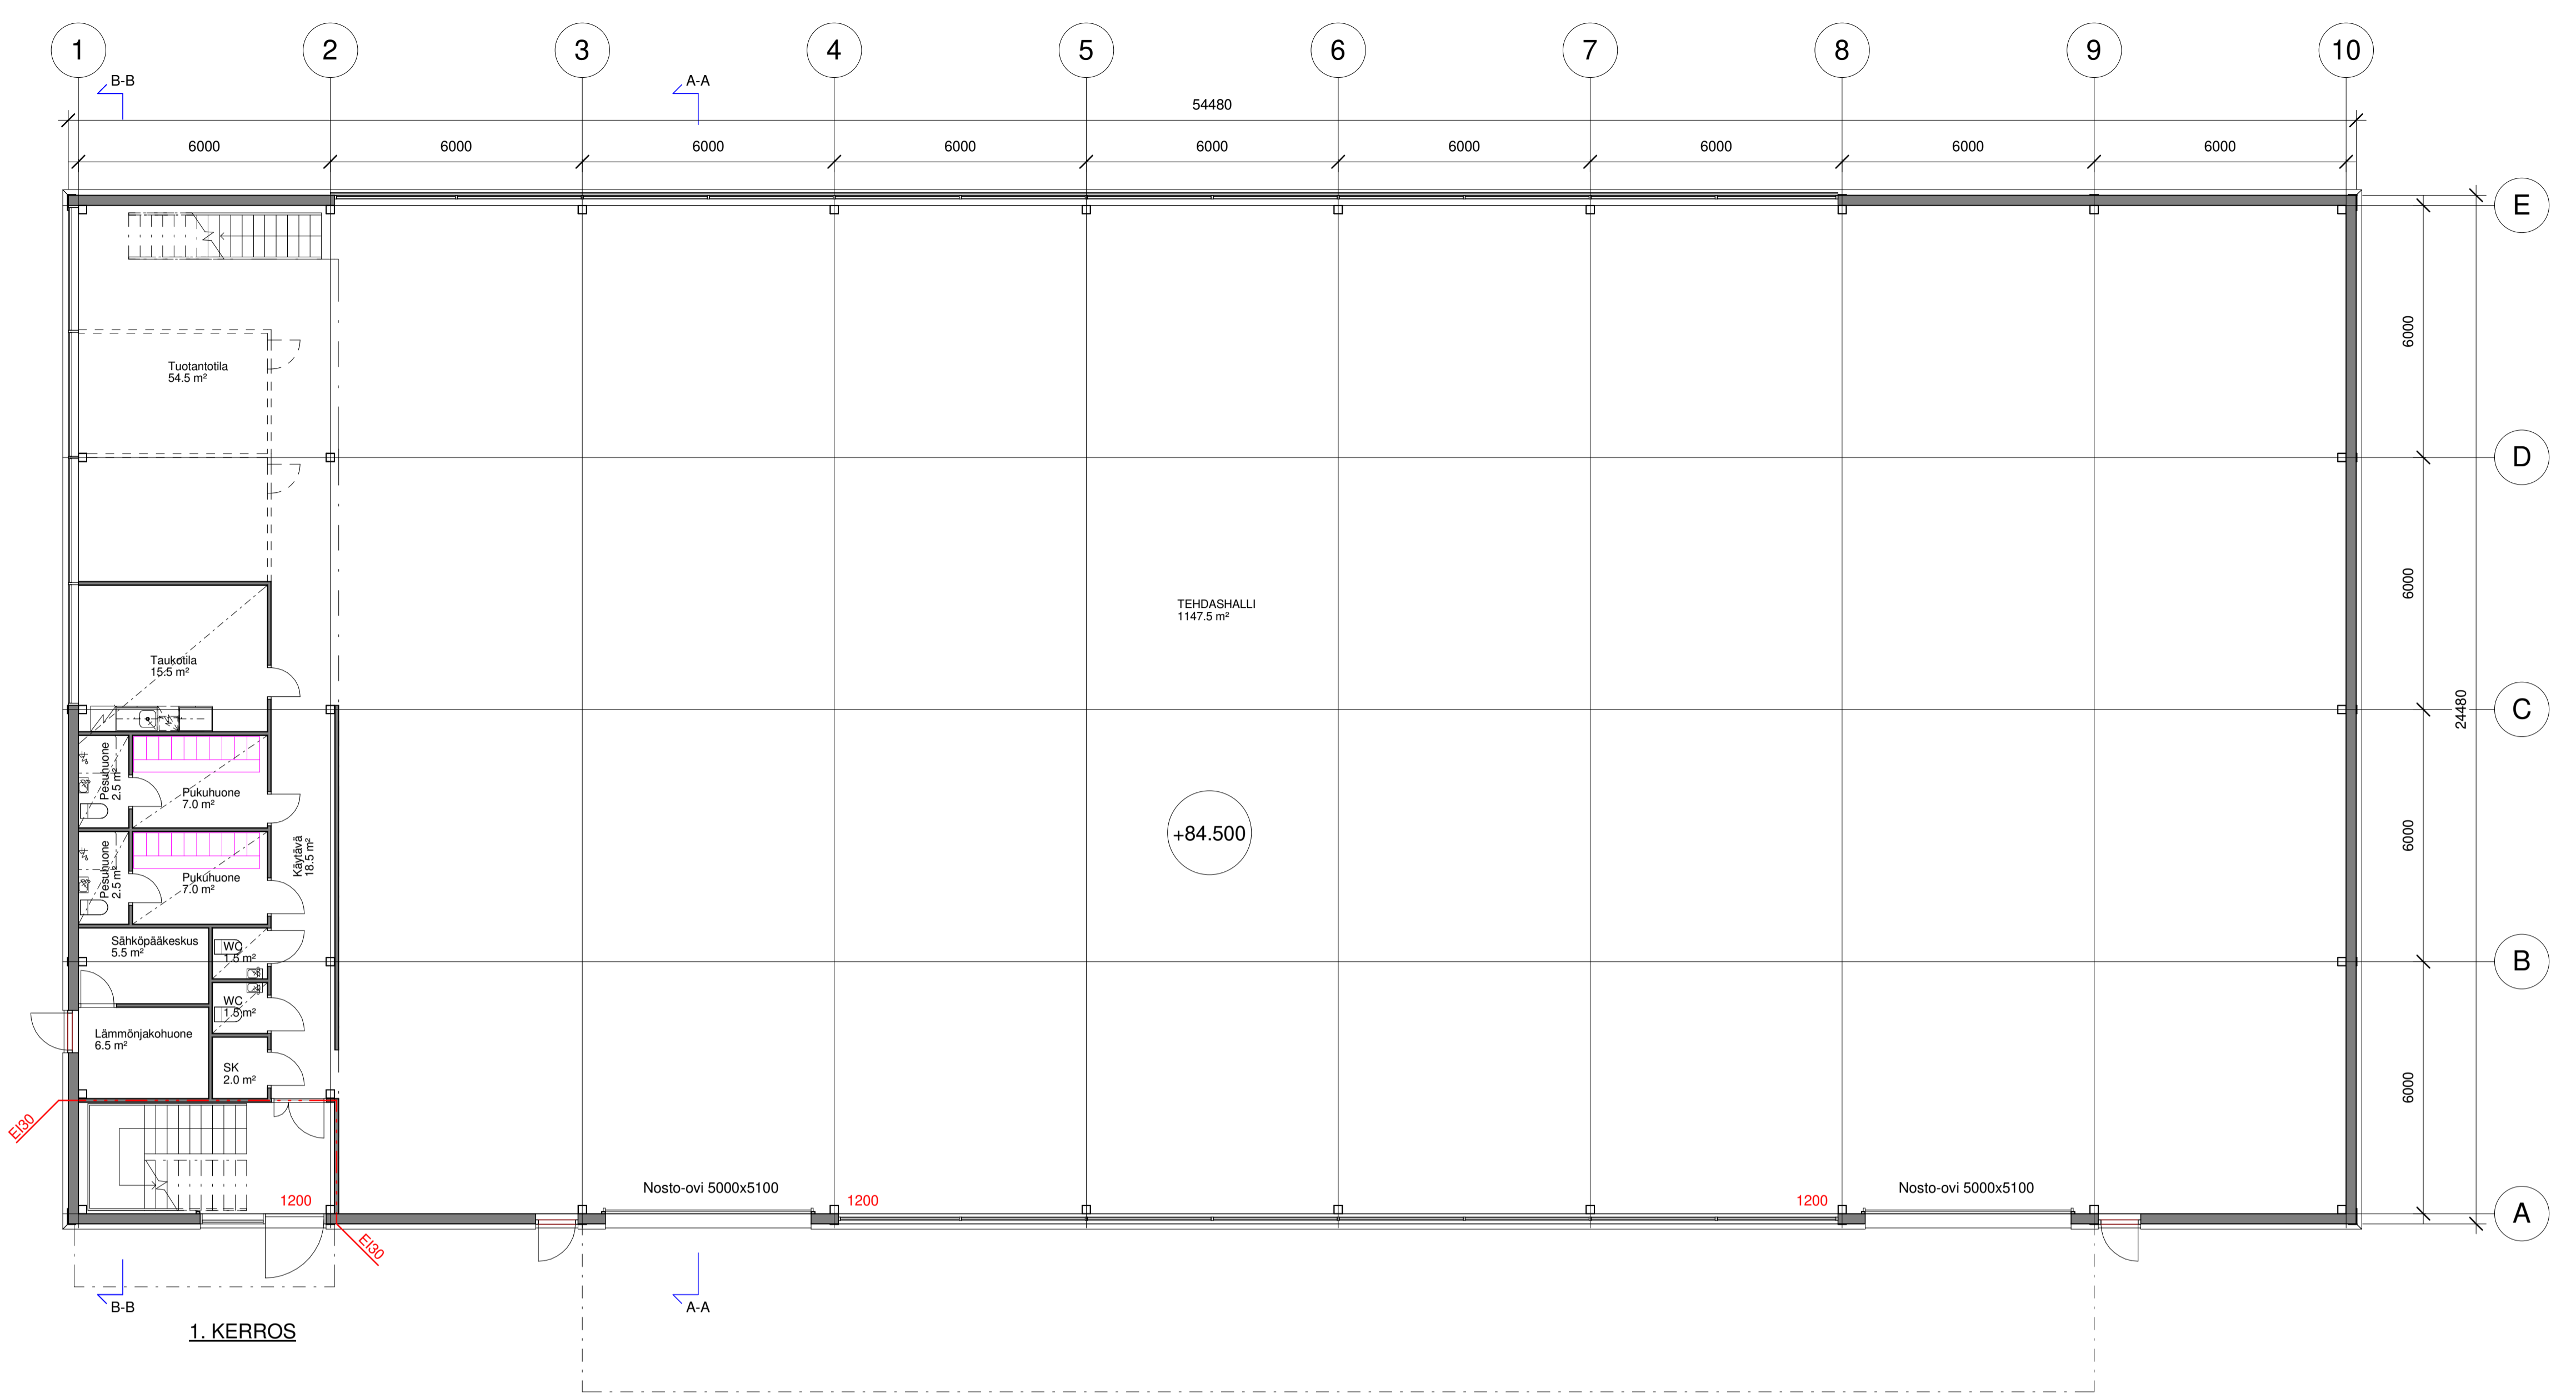 1 2 3 4 5 6 7 8 9 10
B-B A-A
54480
6000 6000 6000 6000 6000 6000 6000 6000 6000
E
6000
Tuotantotila
54.5 m²
D
6000
TEHDASHALLI
1147.5 m²
Taukotila
15.5 m²
C
24480
Pesuhuone
2.5 m²
Pukuhuone
7.0 m²
6000
+84.500
Käytävä
18.5 m²
Pesuhuone
2.5 m²
Pukuhuone
7.0 m²
Sähköpääkeskus
5.5 m²
WC
1.5 m²
B
WC
1.5 m²
Lämmönjakohuone
6.5 m²
SK
2.0 m²
6000
EI30
1200
Nosto-ovi 5000x5100
1200
1200
Nosto-ovi 5000x5100
A
EI30
B-B A-A
1. KERROS